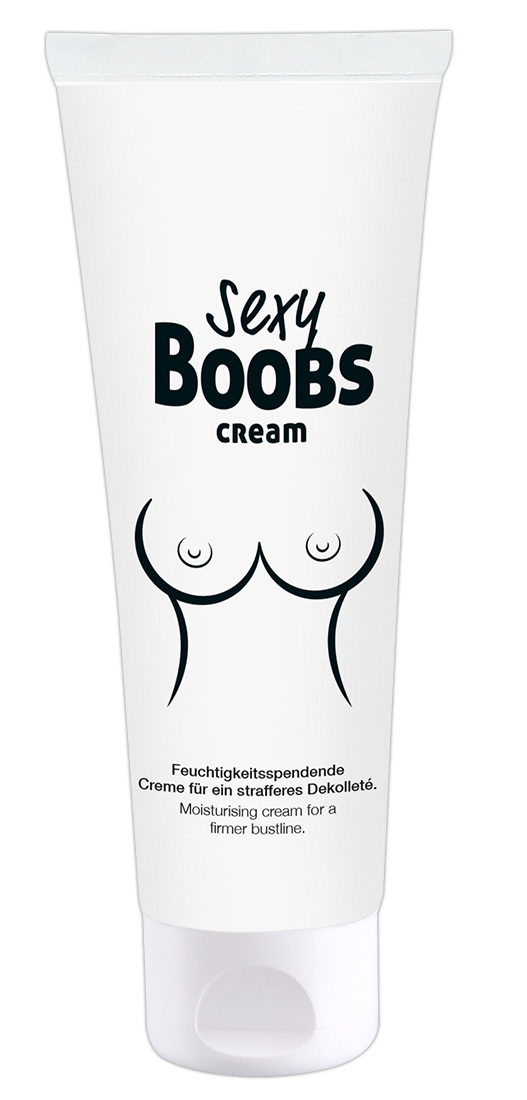 Sexy
BOOBS
cream
Feuchtigkeitsspendende
Creme für ein strafferes Dekolleté.
Moisturising cream for a
firmer bustline.